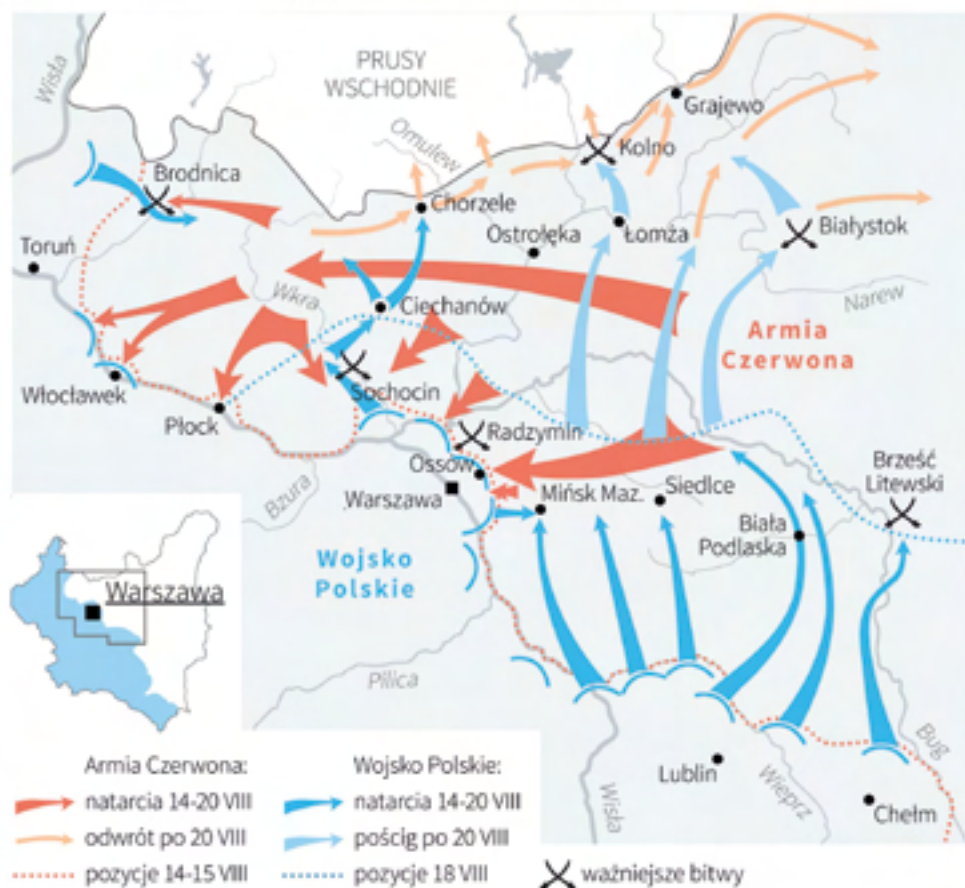 PRUSY
WSCHODNIE
Wisła
Grajewo
Omulew
Kolno
Brodnica
Chorzele
Łomża
Białystok
Toruń
Ostrołęka
Wkra
Ciechanów
Narew
Armia
Czerwona
Włocławek
Sochocin
Płock
Radzymin
Ossów
Brześć
Litewski
Bzura
Warszawa
Mińsk Maz.
Siedlce
Biała
Podlaska
Wojsko
Polskie
Warszawa
Pilica
Bug
Lublin
Wieprz
Wisła
Chełm
Armia Czerwona:
natarcia 14-20 VIII
odwrót po 20 VIII
pozycje 14-15 VIII
Wojsko Polskie:
natarcia 14-20 VIII
pościg po 20 VIII
pozycje 18 VIII
ważniejsze bitwy